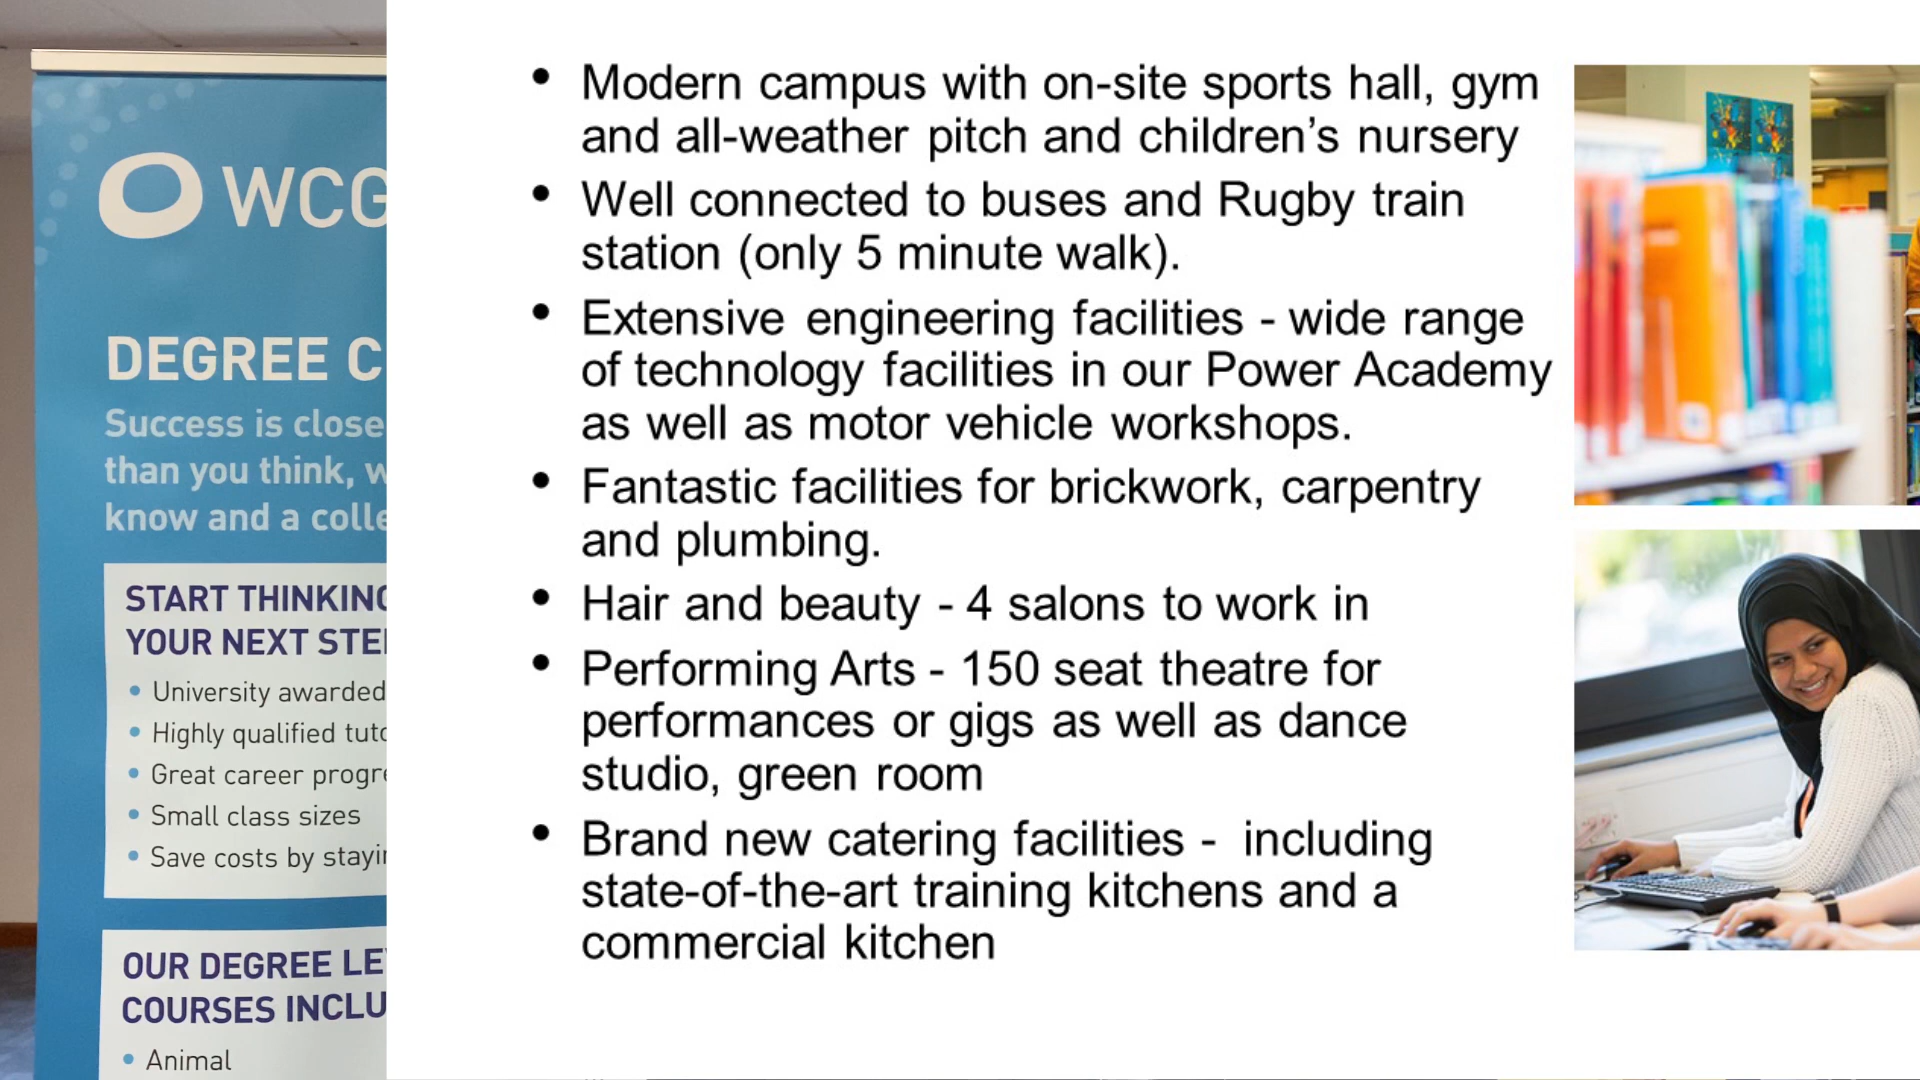 WCG
DEGREE C
Success is close
than you think, w
know and a colle
START THINKING
YOUR NEXT STE
• University awarded
• Highly qualified tuto
• Great career progre
• Small class sizes
• Save costs by stayin
OUR DEGREE LE
COURSES INCLU
• Animal
• Modern campus with on-site sports hall, gym
and all-weather pitch and children’s nursery
• Well connected to buses and Rugby train
station (only 5 minute walk).
• Extensive engineering facilities - wide range
of technology facilities in our Power Academy
as well as motor vehicle workshops.
• Fantastic facilities for brickwork, carpentry
and plumbing.
• Hair and beauty - 4 salons to work in
• Performing Arts - 150 seat theatre for
performances or gigs as well as dance
studio, green room
• Brand new catering facilities - including
state-of-the-art training kitchens and a
commercial kitchen